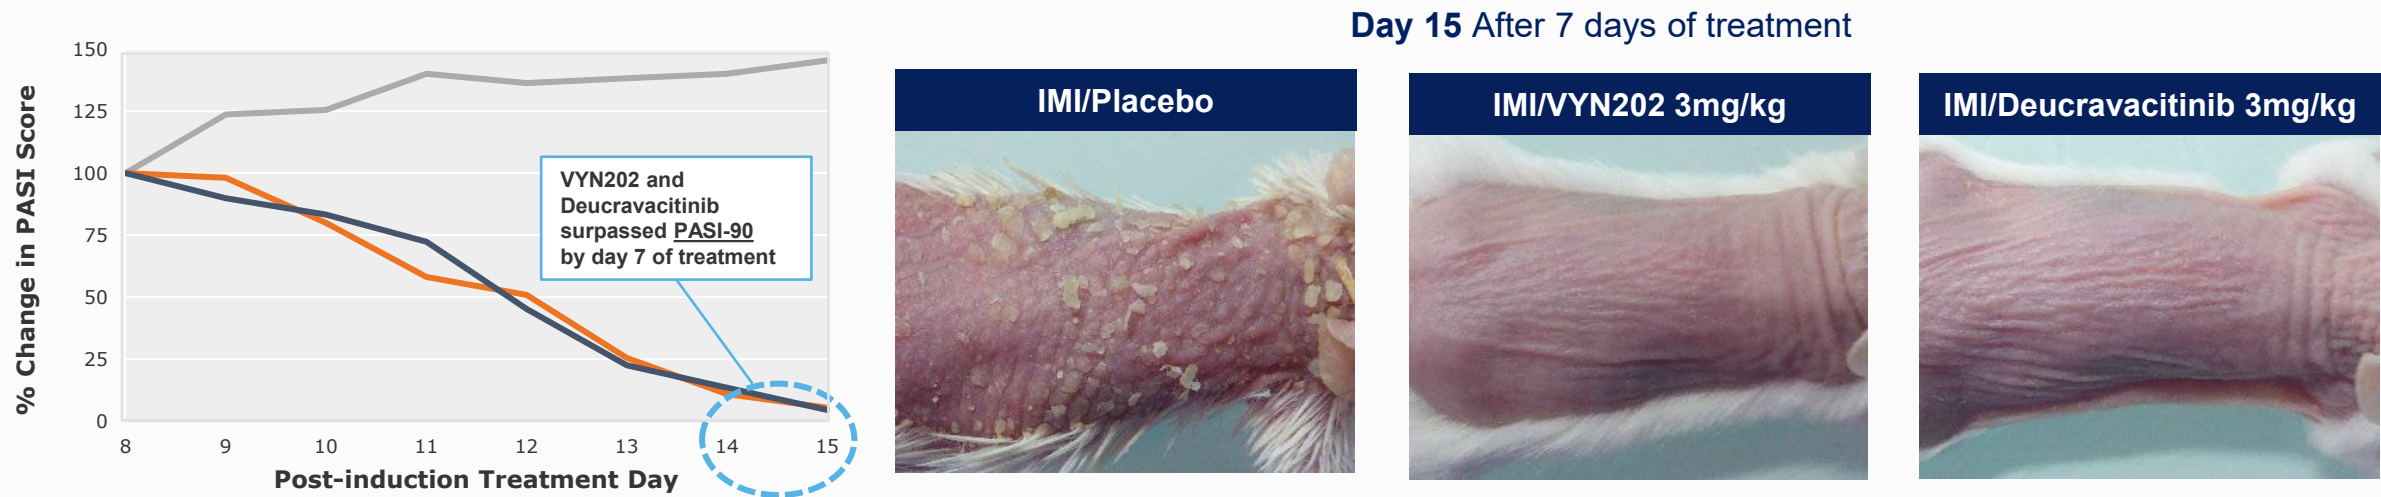 Day 15 After 7 days of treatment
% Change in PASI Score
150
125
100
75
50
25
0
VYN202 and
Deucravacitinib
surpassed PASI-90
by day 7 of treatment
8 9 10 11 12 13 14 15
Post-induction Treatment Day
IMI/Placebo
IMI/VYN202 3mg/kg
IMI/Deucravacitinib 3mg/kg